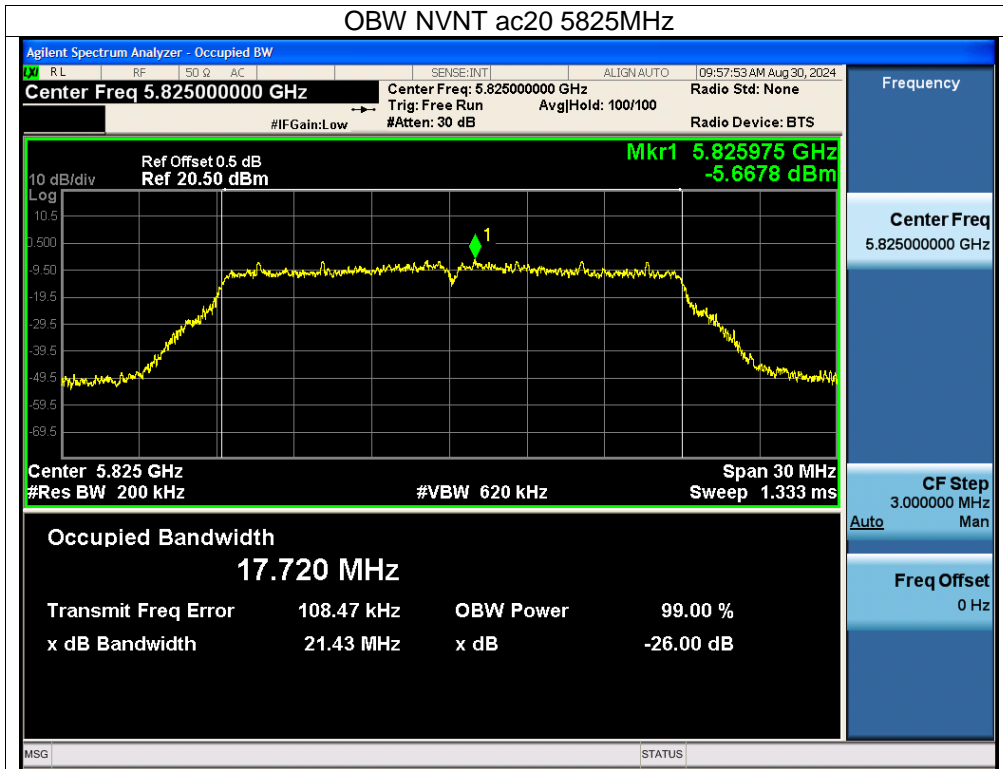 OBW NVNT ac20 5825MHz
Agilent Spectrum Analyzer - Occupied BW
LXI RL RF 50 Ω AC SENSE:INT ALIGN AUTO 09:57:53 AM Aug 30, 2024
Center Freq 5.825000000 GHz
Center Freq: 5.825000000 GHz
Radio Std: None
Trig: Free Run Avg|Hold: 100/100
#IFGain:Low
#Atten: 30 dB
Radio Device: BTS
Frequency
Mkr1 5.825975 GHz
-5.6678 dBm
Ref Offset 0.5 dB
10 dB/div Ref 20.50 dBm
Log
10.5
0.500
-9.50
-19.5
-29.5
-39.5
-49.5
-59.5
-69.5
1
Center 5.825 GHz Span 30 MHz
#Res BW 200 kHz #VBW 620 kHz Sweep 1.333 ms
Center Freq
5.825000000 GHz
CF Step
3.000000 MHz
Auto Man
Freq Offset
0 Hz
Occupied Bandwidth
17.720 MHz
Transmit Freq Error 108.47 kHz OBW Power 99.00 %
x dB Bandwidth 21.43 MHz x dB -26.00 dB
MSG STATUS